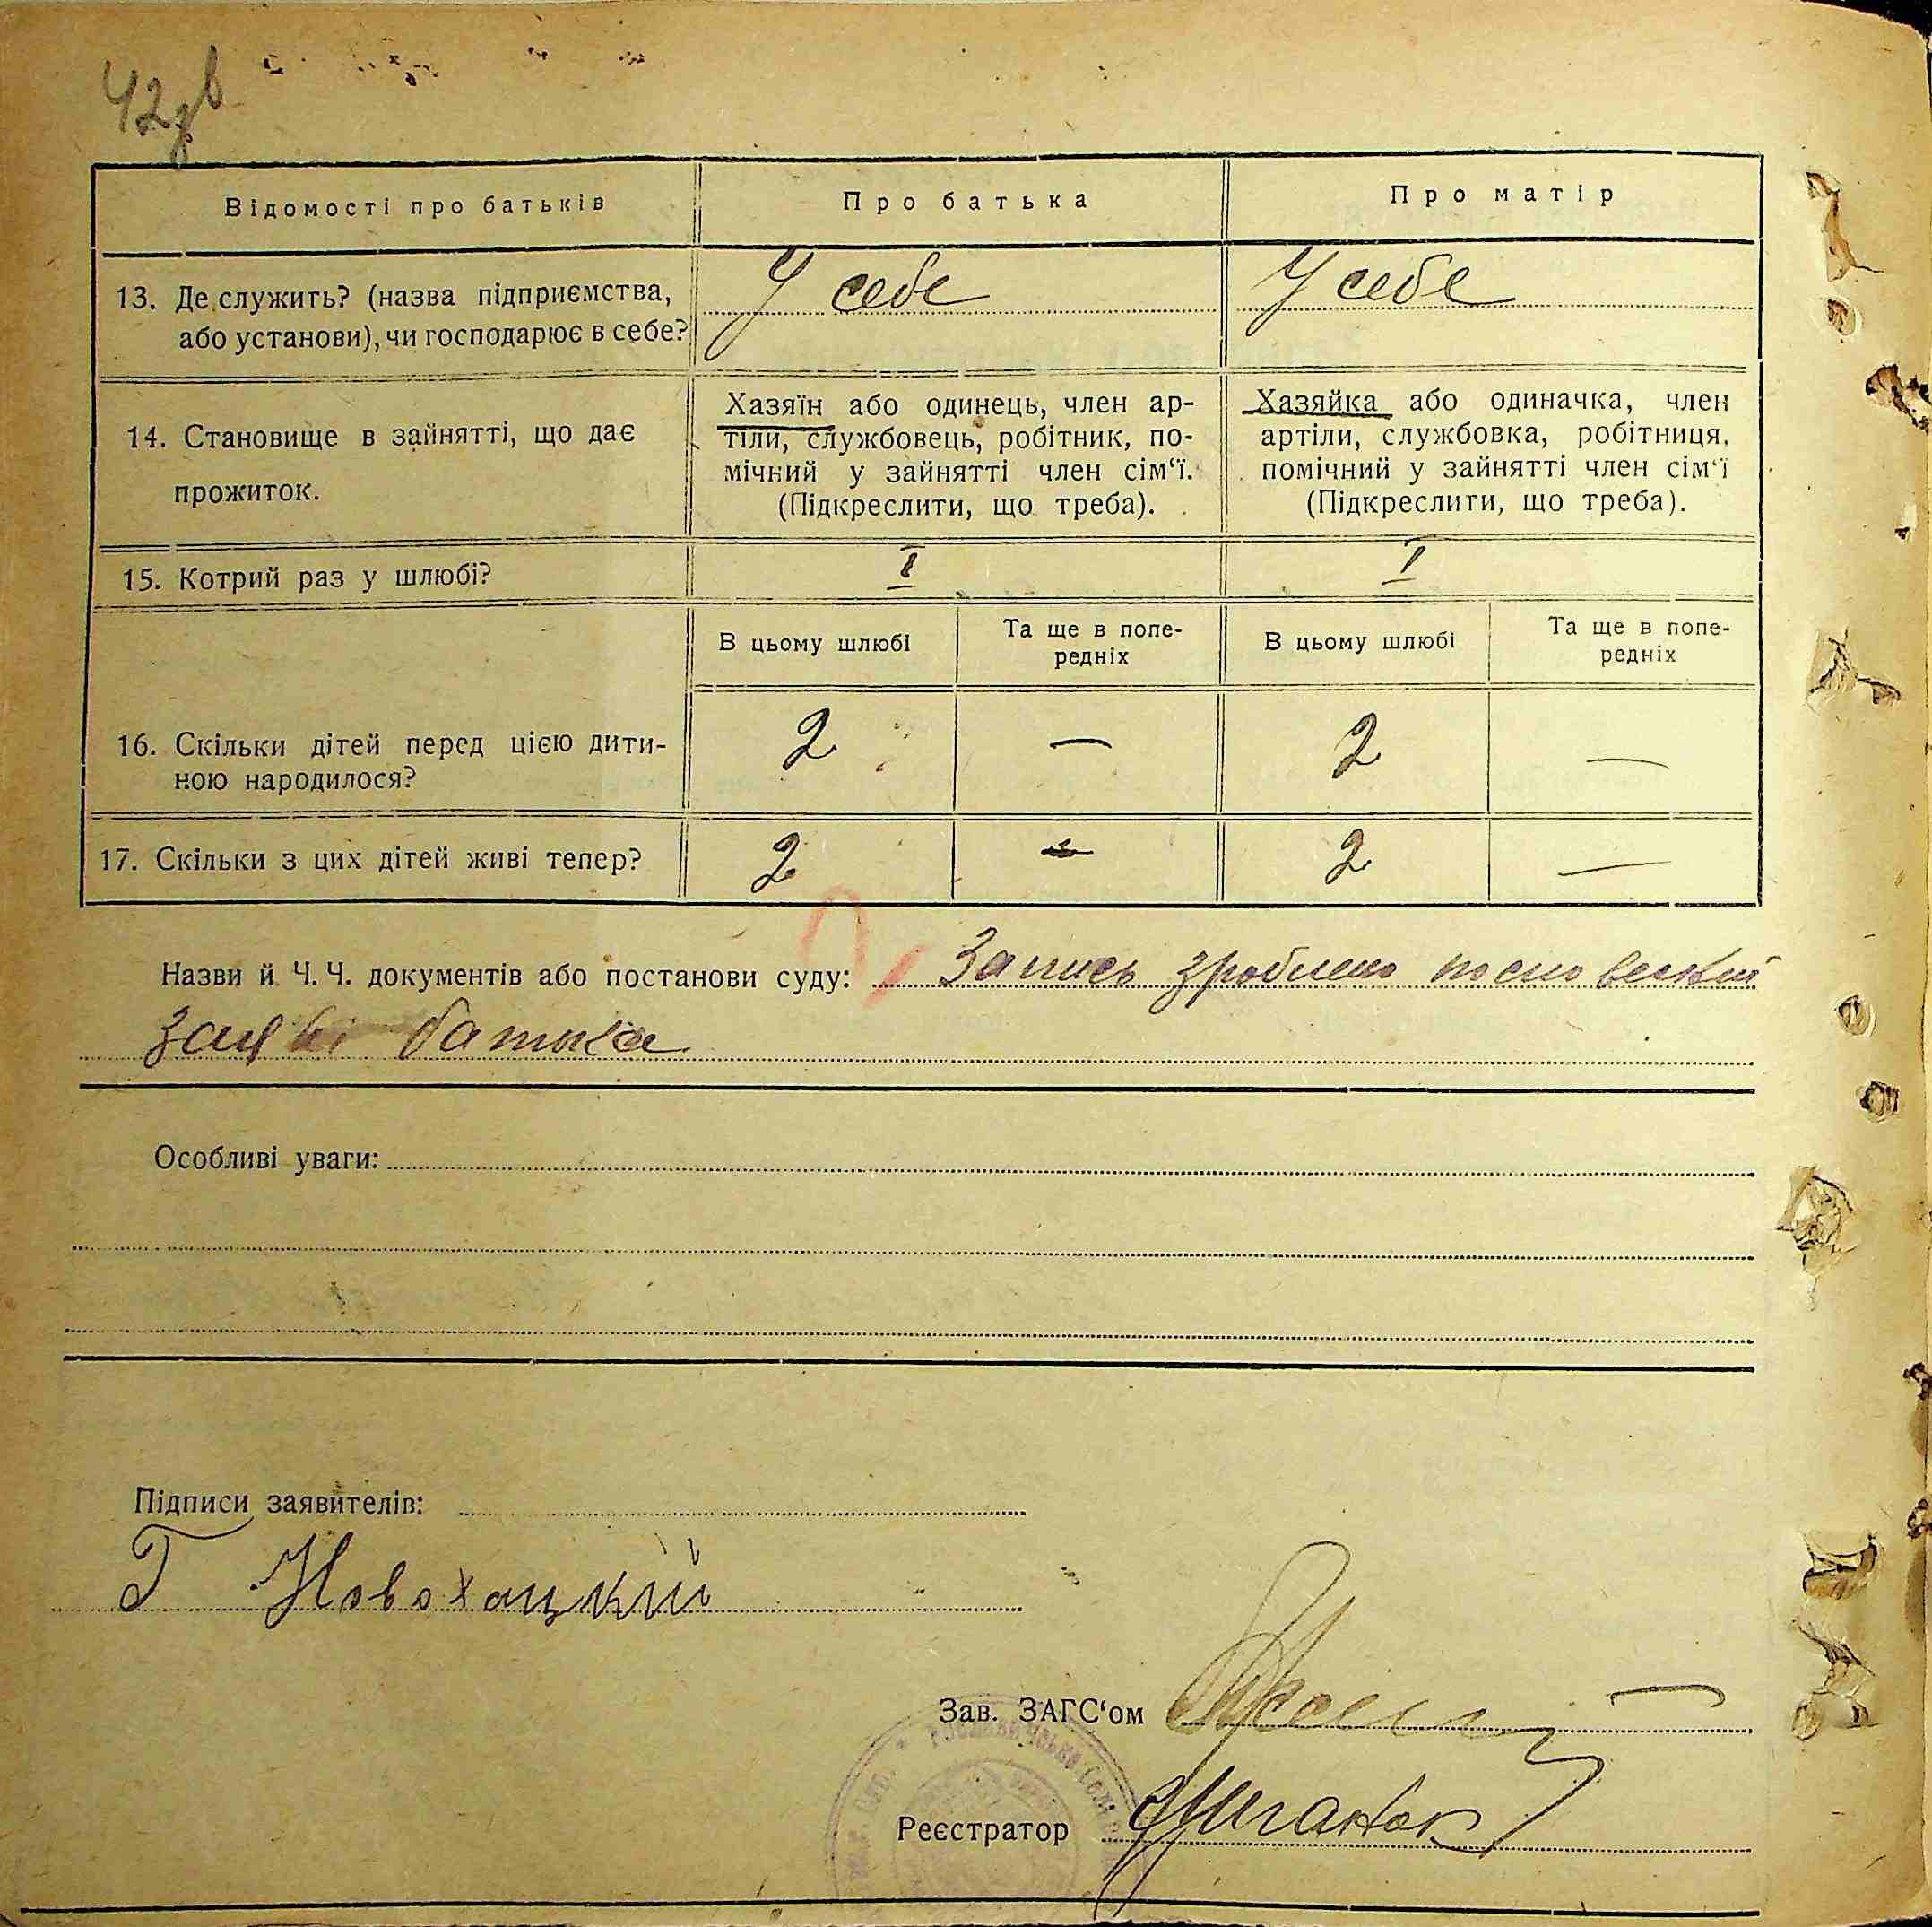 42зв
Відомості про батьків
Про батька
Про матір
13. Де служить? (назва підприємства,
або установи), чи господарює в себе?
У себе
У себе
14. Становище в зайнятті, що дає
прожиток.
Хазяїн або одинець, член ар-
тіли, службовець, робітник, по-
мічний у зайнятті член сім‘ї.
(Підкреслити, що треба).
Хазяйка або одиначка, член
артіли, службовка, робітниця,
помічний у зайнятті член сім‘ї
(Підкреслити, що треба).
15. Котрий раз у шлюбі?
I
I
В цьому шлюбі
Та ще в попе-
редніх
В цьому шлюбі
Та ще в попе-
редніх
16. Скільки дітей перед цією дити-
ною народилося?
2
—
2
—
17. Скільки з цих дітей живі тепер?
2
—
2
—
Назви й Ч. Ч. документів або постанови суду: Запись зроблено
заяві батька
Особливі уваги:
Підписи заявителів:
Г Новохацкий
Зав. ЗАГС‘ом
Реєстратор Циганок